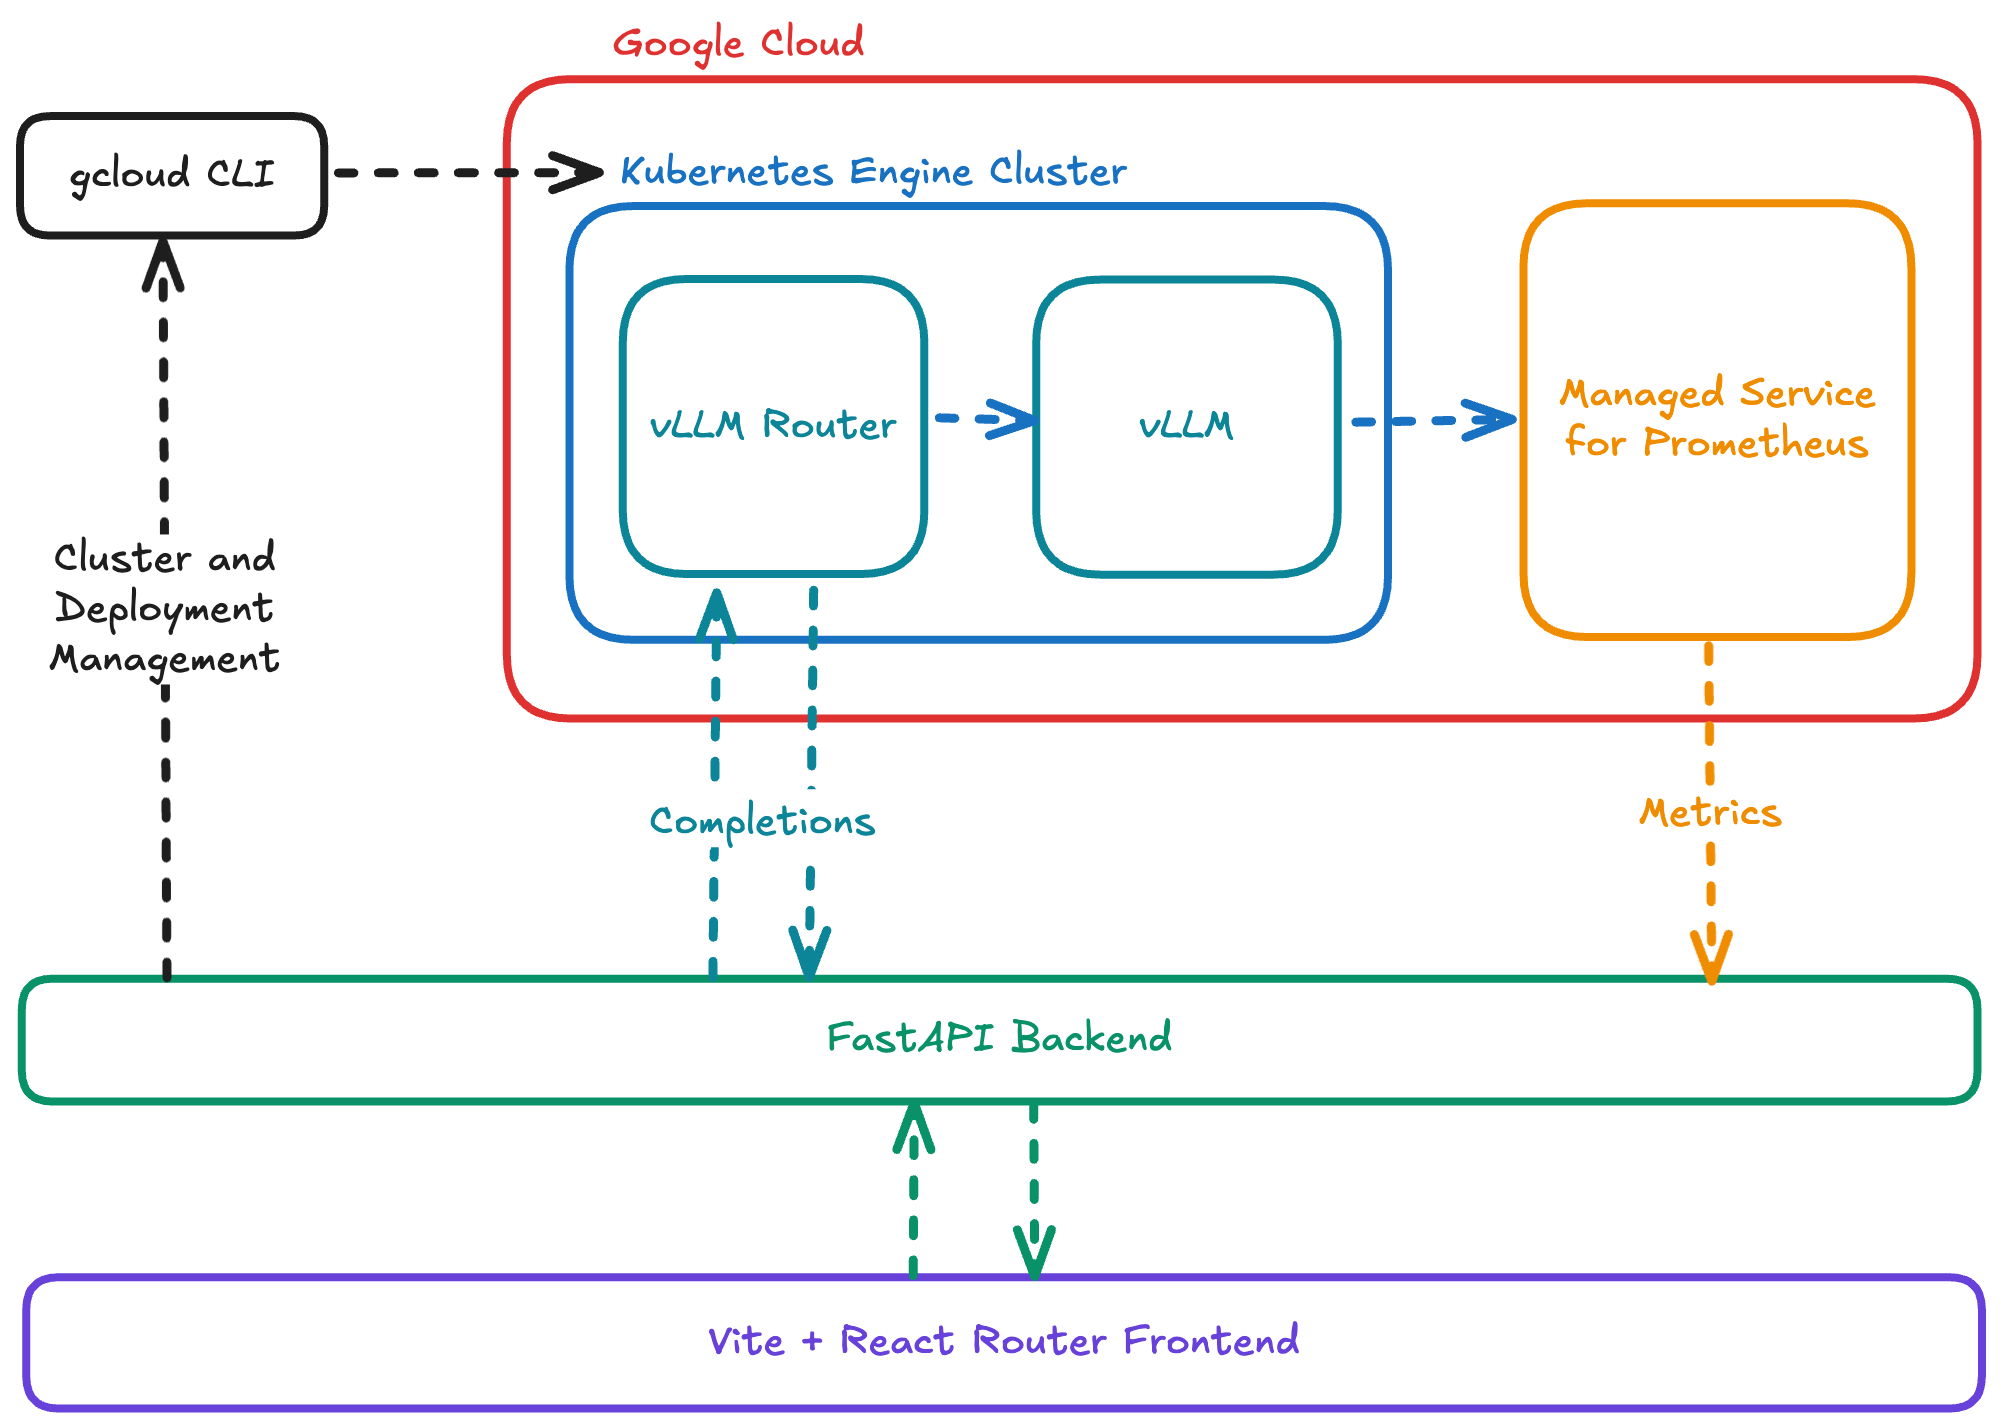 Google Cloud
gcloud CLI
Kubernetes Engine Cluster
vLLM Router
vLLM
Managed Service
for Prometheus
Cluster and
Deployment
Management
Completions
Metrics
FastAPI Backend
Vite + React Router Frontend